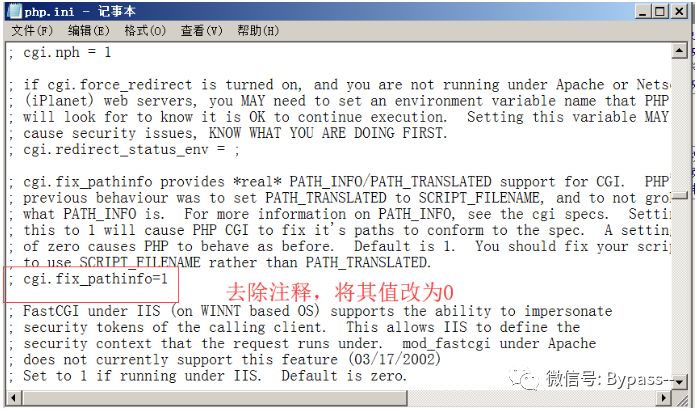 php.ini - 记事本
文件(F) 编辑(E) 格式(O) 查看(V) 帮助(H)
; cgi.nph = 1
;
; if cgi.force_redirect is turned on, and you are not running under Apache or Netsc
; (iPlanet) web servers, you MAY need to set an environment variable name that PHP
; will look for to know it is OK to continue execution.  Setting this variable MAY
; cause security issues, KNOW WHAT YOU ARE DOING FIRST.
; cgi.redirect_status_env = ;
; cgi.fix_pathinfo provides *real* PATH_INFO/PATH_TRANSLATED support for CGI.  PHP'
; previous behaviour was to set PATH_TRANSLATED to SCRIPT_FILENAME, and to not grok
; what PATH_INFO is.  For more information on PATH_INFO, see the cgi specs.  Settin
; this to 1 will cause PHP CGI to fix it's paths to conform to the spec.  A setting
; of zero causes PHP to behave as before.  Default is 1.  You should fix your scrip
; to use SCRIPT_FILENAME rather than PATH_TRANSLATED.
; cgi.fix_pathinfo=1
去除注释，将其值改为0
; FastCGI under IIS (on WINNT based OS) supports the ability to impersonate
; security tokens of the calling client.  This allows IIS to define the
; security context that the request runs under.  mod_fastcgi under Apache
; does not currently support this feature (03/17/2002)
; Set to 1 if running under IIS.  Default is zero.
微信号: Bypass--